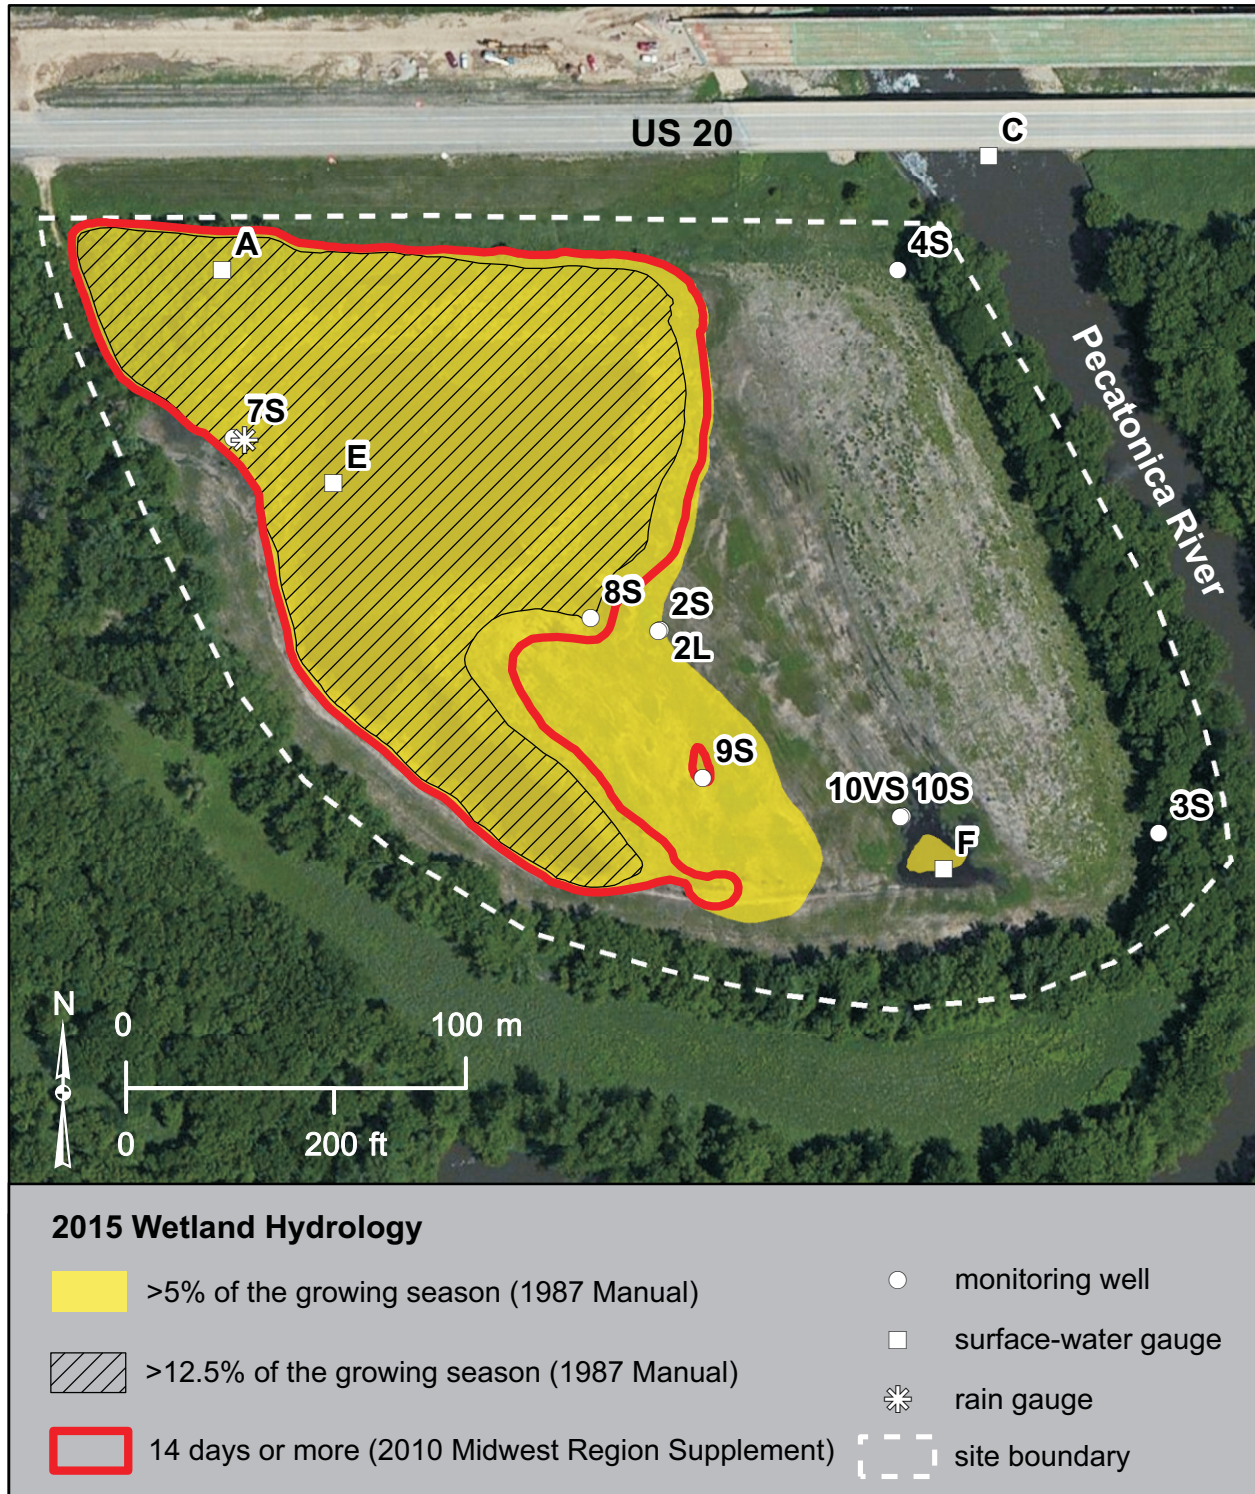 US 20
C
A
4S
Pecatonica River
7S
E
8S
2S
2L
9S
10VS 10S
3S
F
N
0 100 m
0 200 ft
2015 Wetland Hydrology
>5% of the growing season (1987 Manual)
>12.5% of the growing season (1987 Manual)
14 days or more (2010 Midwest Region Supplement)
monitoring well
surface-water gauge
rain gauge
site boundary